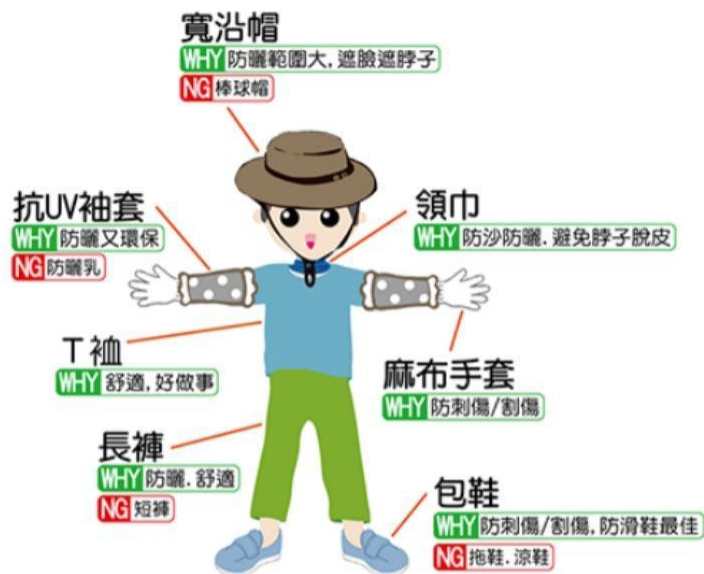 寬沿帽
WHY 防曬範圍大, 遮臉遮脖子
NG 棒球帽
抗UV袖套
WHY 防曬又環保
NG 防曬乳
領巾
WHY 防沙防曬. 避免脖子脫皮
T裇
WHY 舒適, 好做事
麻布手套
WHY 防刺傷/割傷
長褲
WHY 防曬. 舒適
NG 短褲
包鞋
WHY 防刺傷/割傷, 防滑鞋最佳
NG 拖鞋. 涼鞋